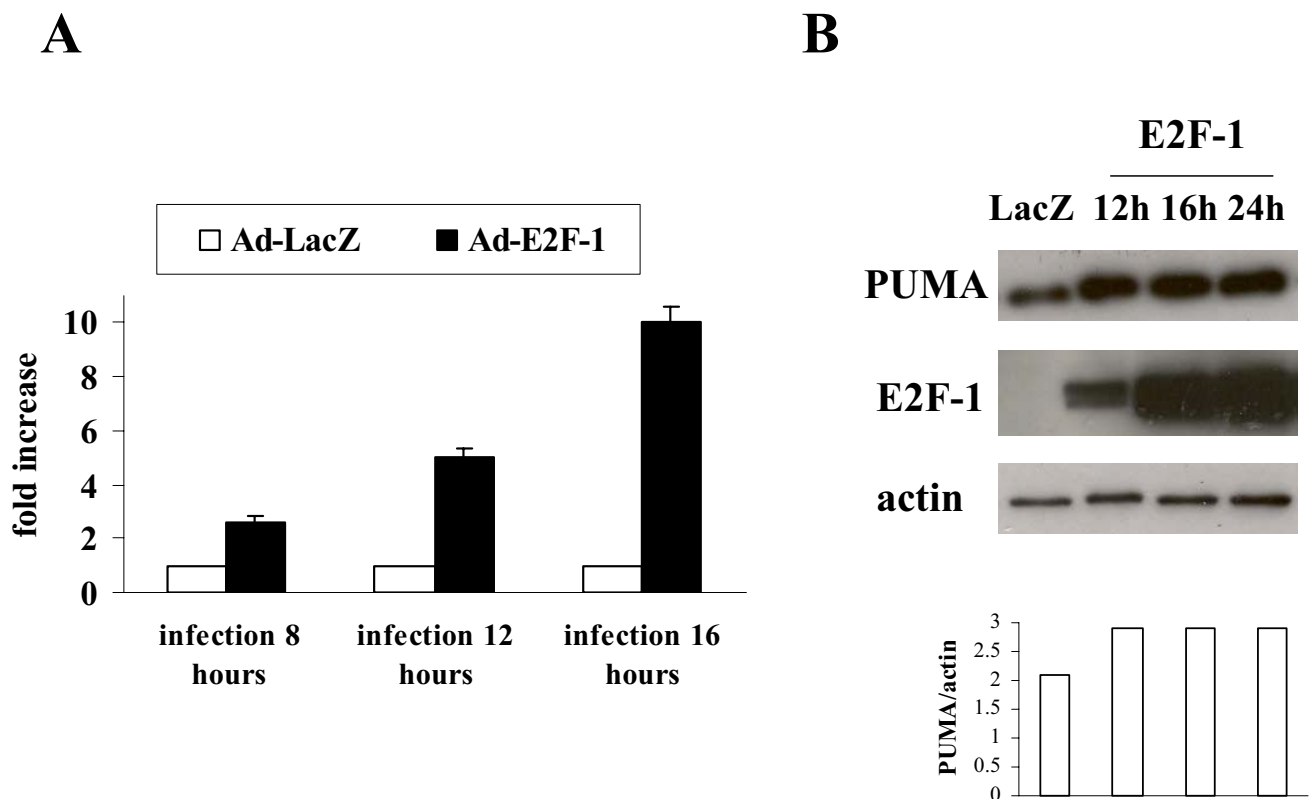 A
B
Ad-LacZ Ad-E2F-1
fold increase
10
8
6
4
2
0
infection 8
hours
infection 12
hours
infection 16
hours
E2F-1
LacZ 12h 16h 24h
PUMA
E2F-1
actin
PUMA/actin
3
2.5
2
1.5
1
0.5
0